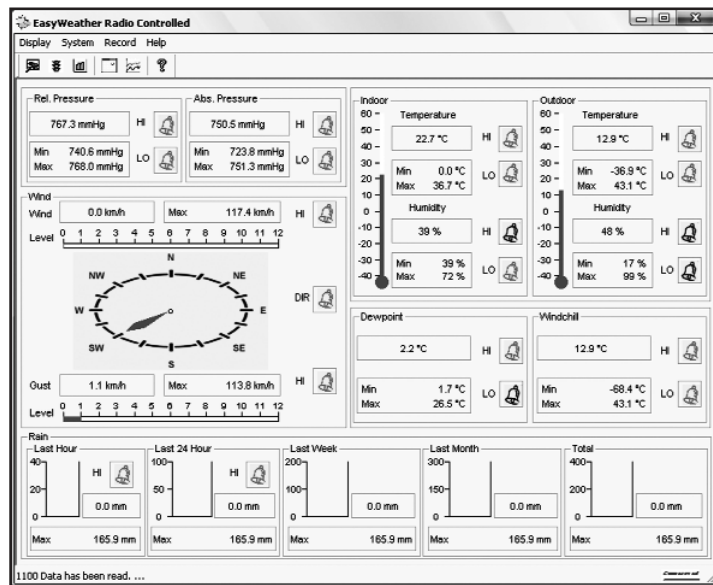 EasyWeather Radio Controlled
Display System Record Help
Rel. Pressure
767.3 mmHg HI
Min 740.6 mmHg LO
Max 768.0 mmHg
Abs. Pressure
750.5 mmHg HI
Min 723.8 mmHg LO
Max 751.3 mmHg
Wind
Wind 0.0 km/h Max 117.4 km/h HI
Level 0 1 2 3 4 5 6 7 8 9 10 11 12
N
NW NE
W E DIR
SW SE
S
Gust 1.1 km/h Max 113.8 km/h HI
Level 0 1 2 3 4 5 6 7 8 9 10 11 12
Indoor
60
50
40
30
20
10
0
-10
-20
-30
-40
Temperature
22.7 °C HI
Min 0.0 °C LO
Max 36.7 °C
Humidity
39 % HI
Min 39 % LO
Max 72 %
Outdoor
60
50
40
30
20
10
0
-10
-20
-30
-40
Temperature
12.9 °C HI
Min -36.9 °C LO
Max 43.1 °C
Humidity
48 % HI
Min 17 % LO
Max 99 %
Dewpoint
2.2 °C HI
Min 1.7 °C LO
Max 26.5 °C
Windchill
12.9 °C HI
Min -68.4 °C LO
Max 43.1 °C
Rain
Last Hour
40
20
0
HI
0.0 mm
Max 165.9 mm
Last 24 Hour
100
50
0
HI
0.0 mm
Max 165.9 mm
Last Week
200
100
0
0.0 mm
Max 165.9 mm
Last Month
300
150
0
0.0 mm
Max 165.9 mm
Total
400
200
0
0.0 mm
Max 165.9 mm
1100 Data has been read. ...